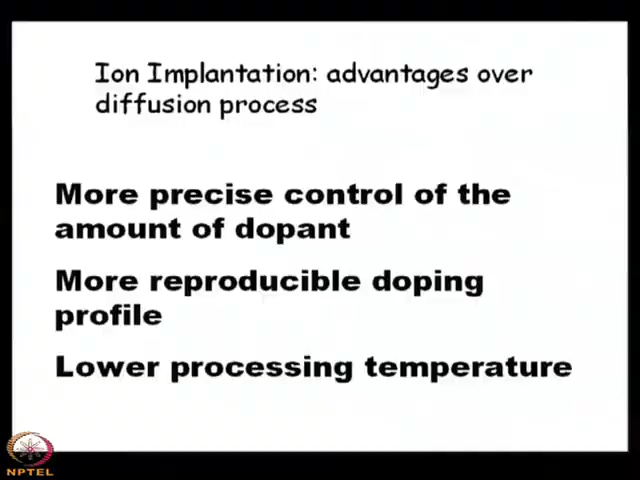 Ion Implantation: advantages over
diffusion process
More precise control of the
amount of dopant
More reproducible doping
profile
Lower processing temperature
NPTEL